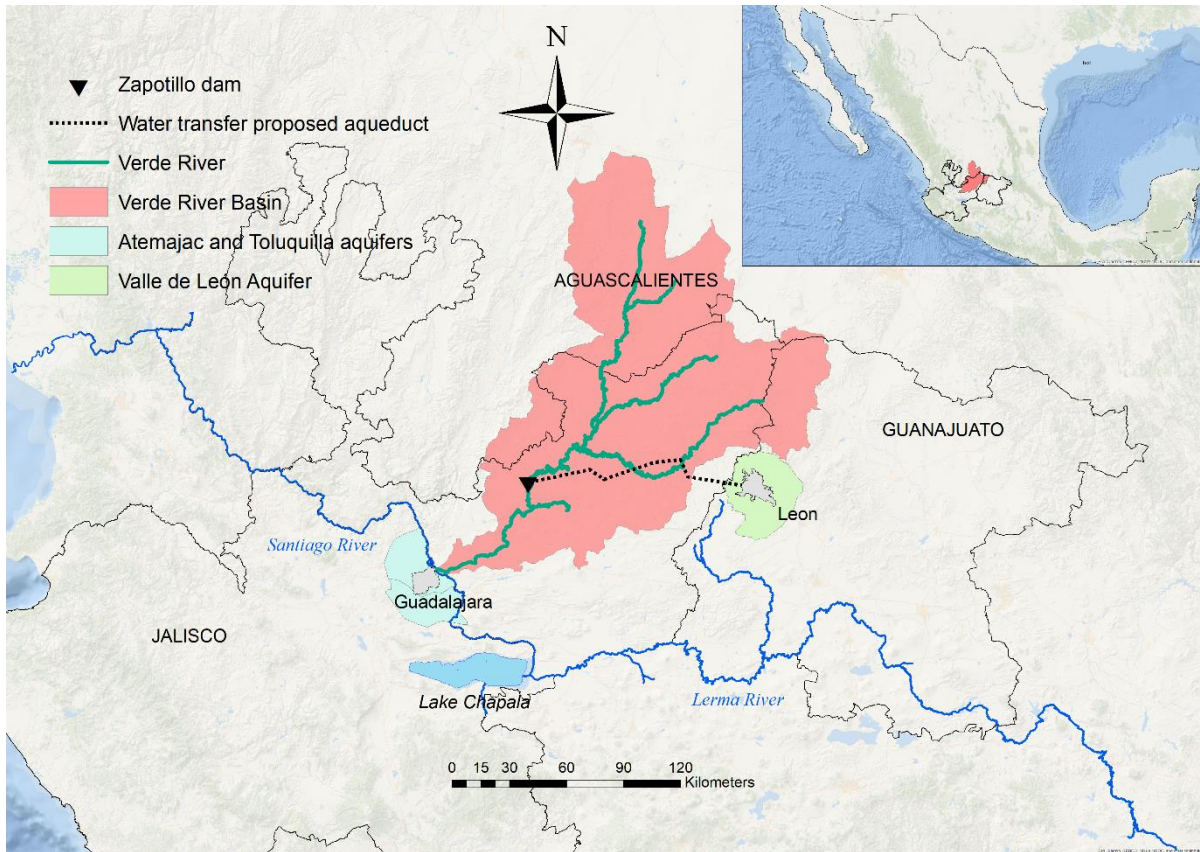 N
Zapotillo dam
Water transfer proposed aqueduct
Verde River
Verde River Basin
Atemajac and Toluquilla aquifers
Valle de León Aquifer
AGUASCALIENTES
GUANAJUATO
Leon
Santiago River
Guadalajara
JALISCO
Lake Chapala
Lerma River
0 15 30 60 90 120
Kilometers